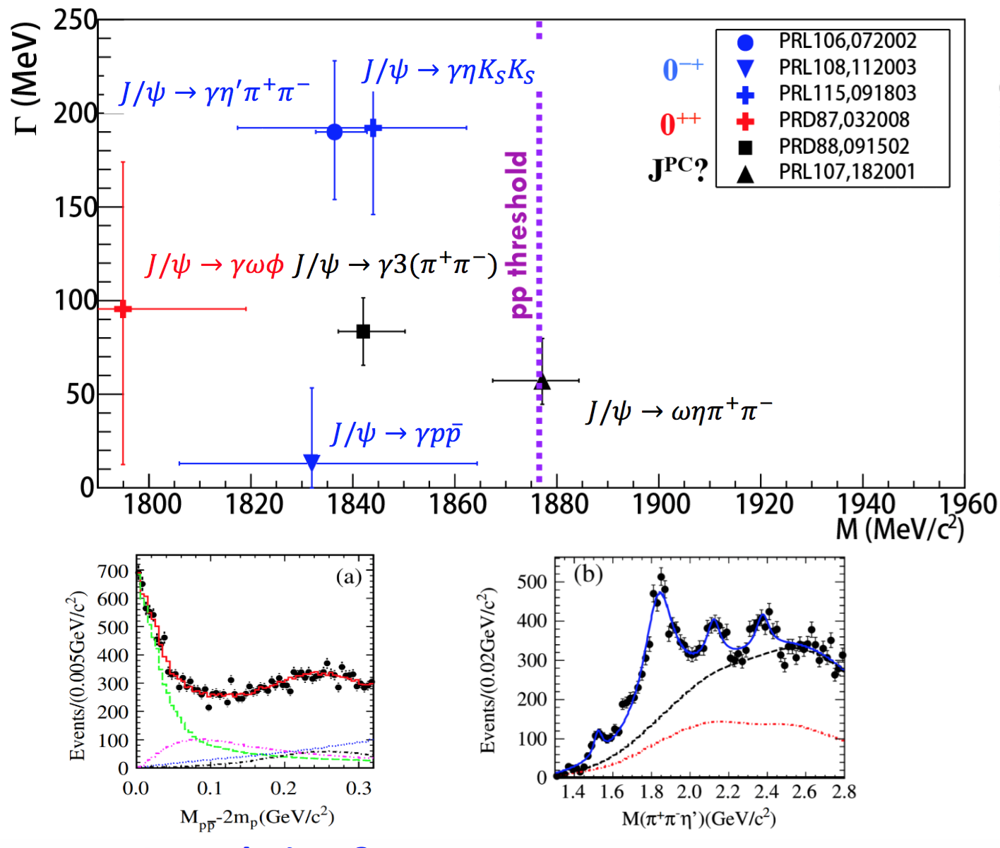 Γ (MeV)
250
200
150
100
50
0
J/ψ → γη′π⁺π⁻
J/ψ → γηK_SK_S
0⁻⁺
0⁺⁺
J^PC?
PRL106,072002
PRL108,112003
PRL115,091803
PRD87,032008
PRD88,091502
PRL107,182001
pp threshold
J/ψ → γωϕ
J/ψ → γ3(π⁺π⁻)
J/ψ → ωηπ⁺π⁻
J/ψ → γpp̄
1800 1820 1840 1860 1880 1900 1920 1940 1960
M (MeV/c²)
(a)
Events/(0.005GeV/c²)
700
600
500
400
300
200
100
0
0.0 0.1 0.2 0.3
M_pp̄-2m_p(GeV/c²)
(b)
Events/(0.02GeV/c²)
500
400
300
200
100
0
1.4 1.6 1.8 2.0 2.2 2.4 2.6 2.8
M(π⁺π⁻η’)(GeV/c²)